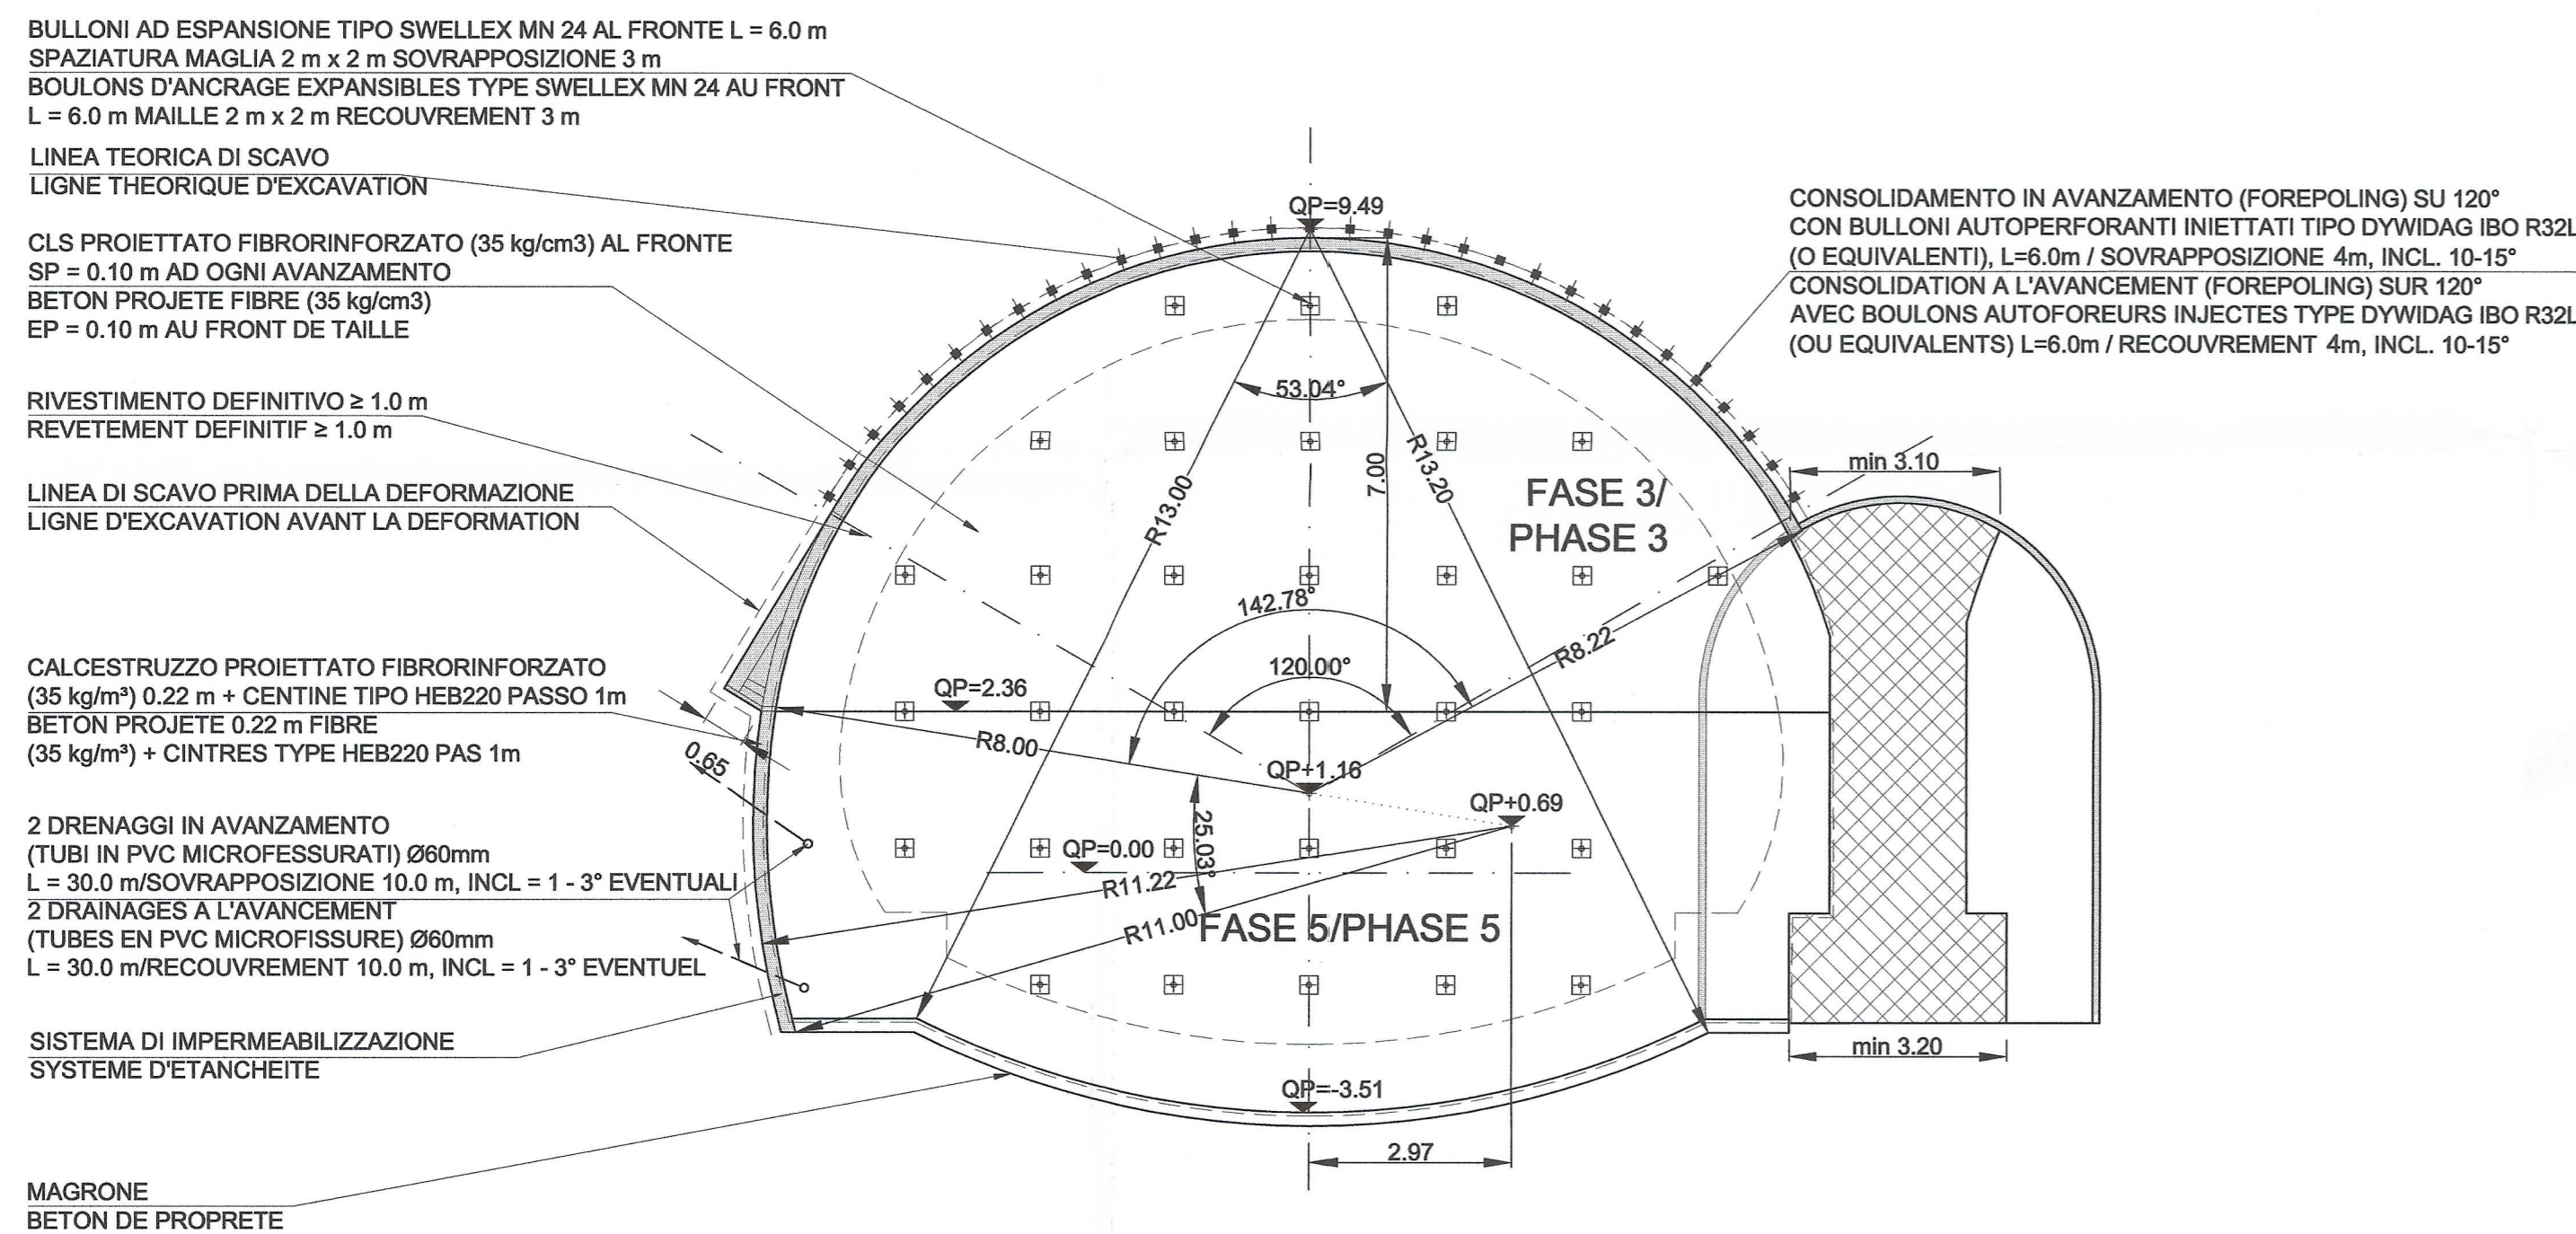 BULLONI AD ESPANSIONE TIPO SWELLEX MN 24 AL FRONTE L = 6.0 m
SPAZIATURA MAGLIA 2 m x 2 m SOVRAPPOSIZIONE 3 m
BOULONS D'ANCRAGE EXPANSIBLES TYPE SWELLEX MN 24 AU FRONT
L = 6.0 m MAILLE 2 m x 2 m RECOUVREMENT 3 m
LINEA TEORICA DI SCAVO
LIGNE THEORIQUE D'EXCAVATION
CLS PROIETTATO FIBRORINFORZATO (35 kg/cm3) AL FRONTE
SP = 0.10 m AD OGNI AVANZAMENTO
BETON PROJETE FIBRE (35 kg/cm3)
EP = 0.10 m AU FRONT DE TAILLE
RIVESTIMENTO DEFINITIVO ≥ 1.0 m
REVETEMENT DEFINITIF ≥ 1.0 m
LINEA DI SCAVO PRIMA DELLA DEFORMAZIONE
LIGNE D'EXCAVATION AVANT LA DEFORMATION
CALCESTRUZZO PROIETTATO FIBRORINFORZATO
(35 kg/m³) 0.22 m + CENTINE TIPO HEB220 PASSO 1m
BETON PROJETE 0.22 m FIBRE
(35 kg/m³) + CINTRES TYPE HEB220 PAS 1m
2 DRENAGGI IN AVANZAMENTO
(TUBI IN PVC MICROFESSURATI) Ø60mm
L = 30.0 m/SOVRAPPOSIZIONE 10.0 m, INCL = 1 - 3° EVENTUALI
2 DRAINAGES A L'AVANCEMENT
(TUBES EN PVC MICROFISSURE) Ø60mm
L = 30.0 m/RECOUVREMENT 10.0 m, INCL = 1 - 3° EVENTUEL
SISTEMA DI IMPERMEABILIZZAZIONE
SYSTEME D'ETANCHEITE
MAGRONE
BETON DE PROPRETE
CONSOLIDAMENTO IN AVANZAMENTO (FOREPOLING) SU 120°
CON BULLONI AUTOPERFORANTI INIETTATI TIPO DYWIDAG IBO R32L
(O EQUIVALENTI), L=6.0m / SOVRAPPOSIZIONE 4m, INCL. 10-15°
CONSOLIDATION A L'AVANCEMENT (FOREPOLING) SUR 120°
AVEC BOULONS AUTOFOREURS INJECTES TYPE DYWIDAG IBO R32L
(OU EQUIVALENTS) L=6.0m / RECOUVREMENT 4m, INCL. 10-15°
QP=9.49
53.04°
R13.00
7.00
R13.20
FASE 3/
PHASE 3
min 3.10
142.78°
120.00°
R8.22
QP=2.36
R8.00
0.65
QP+1.16
QP+0.69
25.03°
QP=0.00
R11.22
R11.00
FASE 5/PHASE 5
min 3.20
QP=-3.51
2.97